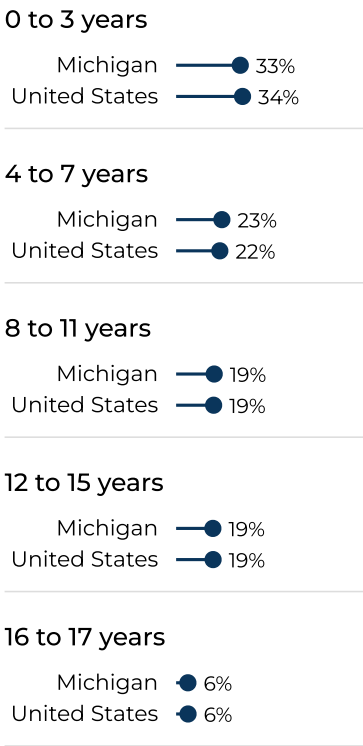 0 to 3 years
Michigan 33%
United States 34%
4 to 7 years
Michigan 23%
United States 22%
8 to 11 years
Michigan 19%
United States 19%
12 to 15 years
Michigan 19%
United States 19%
16 to 17 years
Michigan 6%
United States 6%